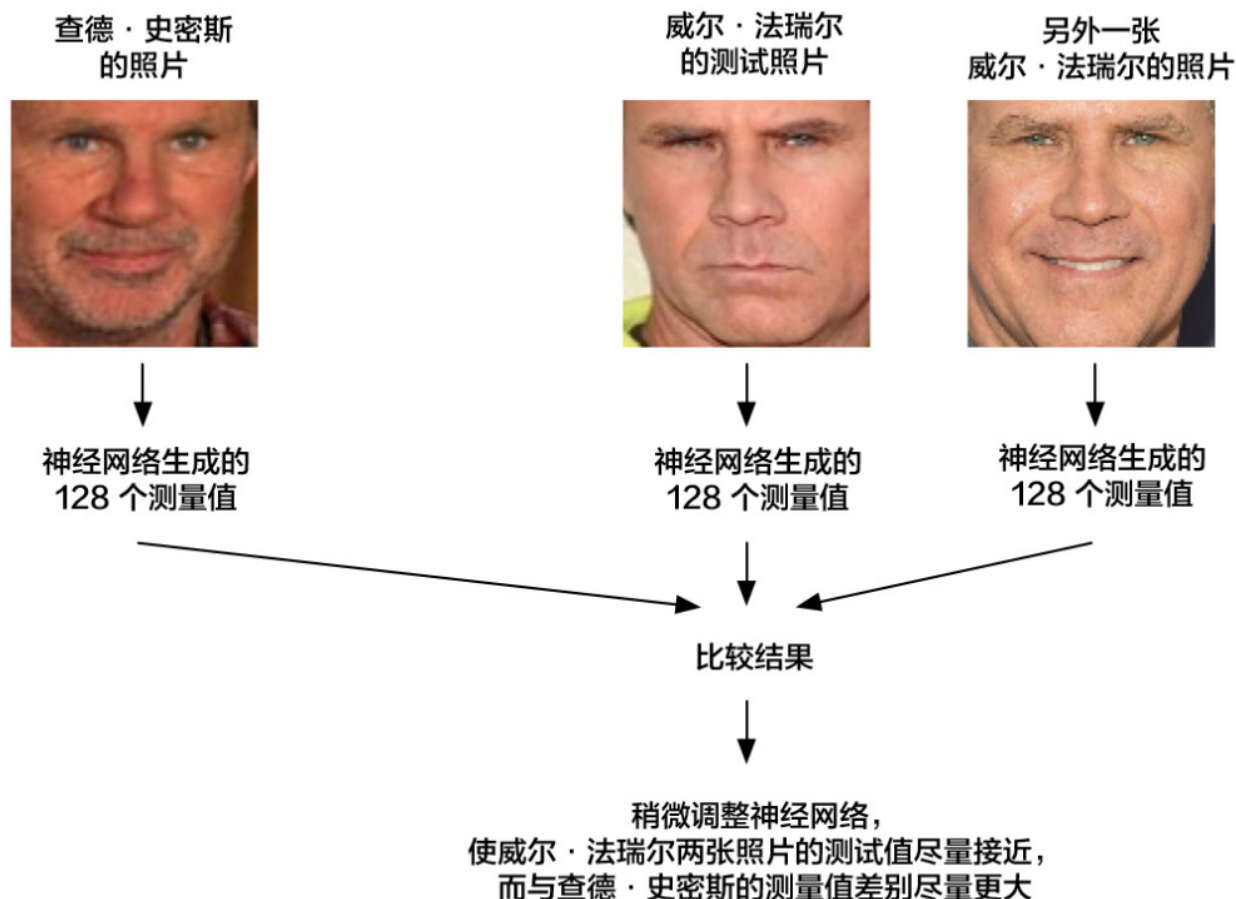 查德·史密斯
的照片
威尔·法瑞尔
的测试照片
另外一张
威尔·法瑞尔的照片
神经网络生成的
128 个测量值
神经网络生成的
128 个测量值
神经网络生成的
128 个测量值
比较结果
稍微调整神经网络，
使威尔·法瑞尔两张照片的测试值尽量接近，
而与查德·史密斯的测量值差别尽量更大